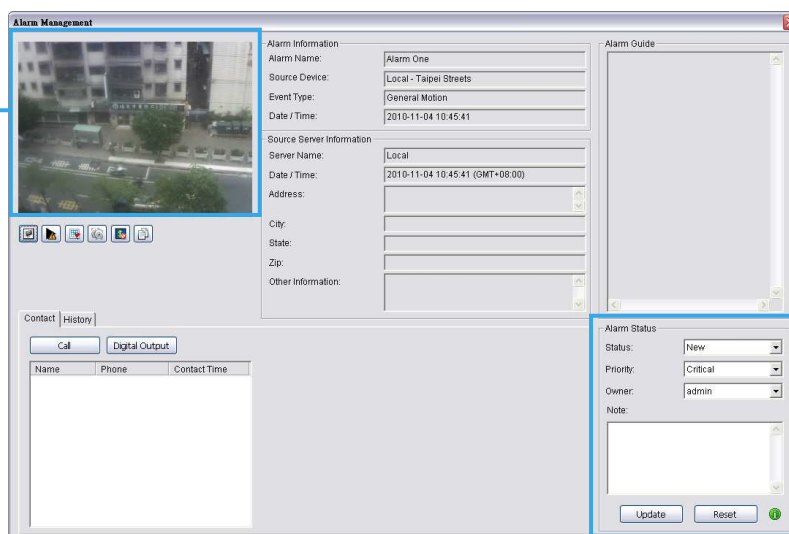 Alarm Management
Alarm Information
Alarm Name: Alarm One
Source Device: Local - Taipei Streets
Event Type: General Motion
Date / Time: 2010-11-04 10:45:41
Source Server Information
Server Name: Local
Date / Time: 2010-11-04 10:45:41 (GMT+08:00)
Address:
City:
State:
Zip:
Other Information:
Alarm Guide
Contact History
Call Digital Output
Name Phone Contact Time
Alarm Status
Status: New
Priority: Critical
Owner: admin
Note:
Update Reset